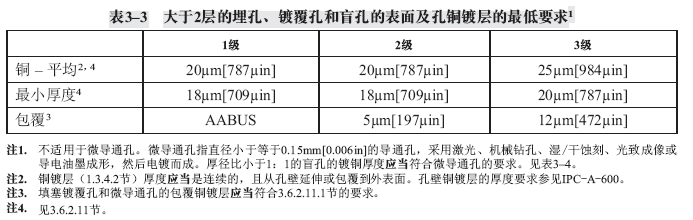 表3–3 大于2层的埋孔、镀覆孔和盲孔的表面及孔铜镀层的最低要求¹
1级 2级 3级
铜 – 平均²,⁴ 20μm[787μin] 20μm[787μin] 25μm[984μin]
最小厚度⁴ 18μm[709μin] 18μm[709μin] 20μm[787μin]
包覆³ AABUS 5μm[197μin] 12μm[472μin]
注1. 不适用于微导通孔。微导通孔指直径小于等于0.15mm[0.006in]的导通孔，采用激光、机械钻孔、湿/干蚀刻、光致成像或
导电油墨成形，然后电镀而成。厚径比小于1：1的盲孔的镀铜厚度应当符合微导通孔的要求。见表3–4。
注2. 铜镀层（1.3.4.2节）厚度应当是连续的，且从孔壁延伸或包覆到外表面。孔壁铜镀层的厚度要求参见IPC-A-600。
注3. 填塞镀覆孔和微导通孔的包覆铜镀层应当符合3.6.2.11.1节的要求。
注4. 见3.6.2.11节。